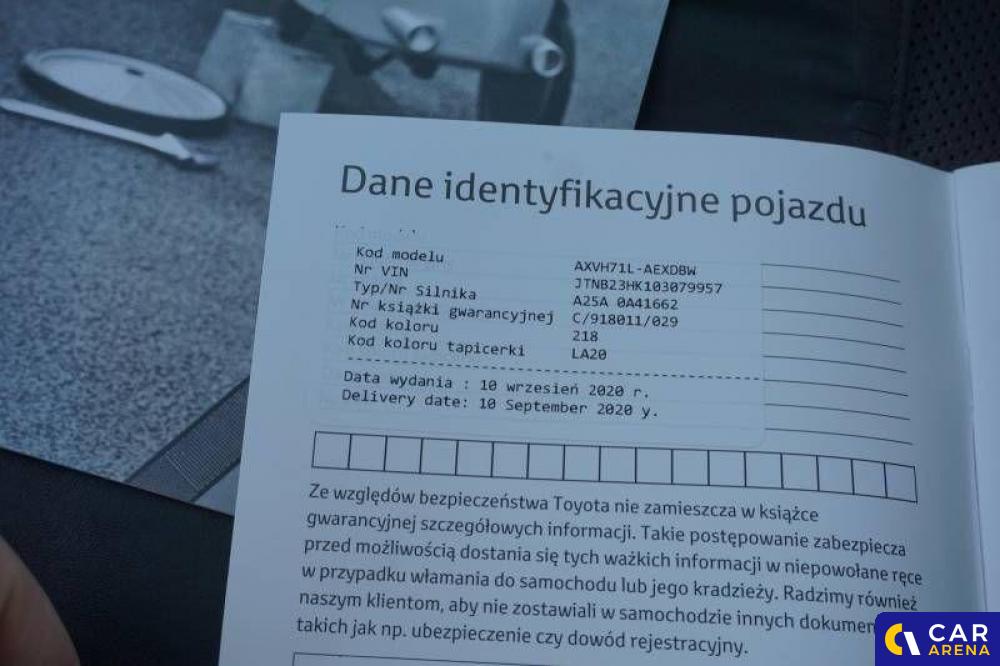 Dane identyfikacyjne pojazdu
Kod modelu AXVH71L-AEXDBW
Nr VIN JTNB23HK103079957
Typ/Nr Silnika A25A 0A41662
Nr książki gwarancyjnej C/918011/029
Kod koloru 218
Kod koloru tapicerki LA20
Data wydania : 10 wrzesień 2020 r.
Delivery date: 10 September 2020 y.
Ze względów bezpieczeństwa Toyota nie zamieszcza w książce
gwarancyjnej szczegółowych informacji. Takie postępowanie zabezpiecza
przed możliwością dostania się tych ważkich informacji w niepowołane ręce
w przypadku włamania do samochodu lub jego kradzieży. Radzimy również
naszym klientom, aby nie zostawiali w samochodzie innych dokumen
takich jak np. ubezpieczenie czy dowód rejestracyjny.
CAR
ARENA